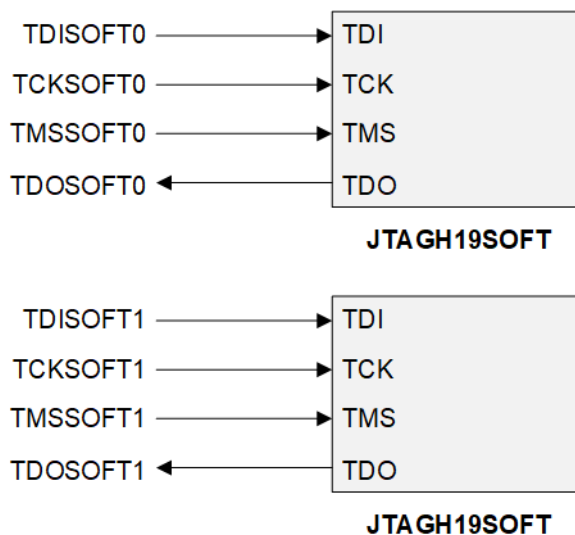 TDISOFT0 TDI
TCKSOFT0 TCK
TMSSOFT0 TMS
TDOSOFT0 TDO
JTAGH19SOFT
TDISOFT1 TDI
TCKSOFT1 TCK
TMSSOFT1 TMS
TDOSOFT1 TDO
JTAGH19SOFT